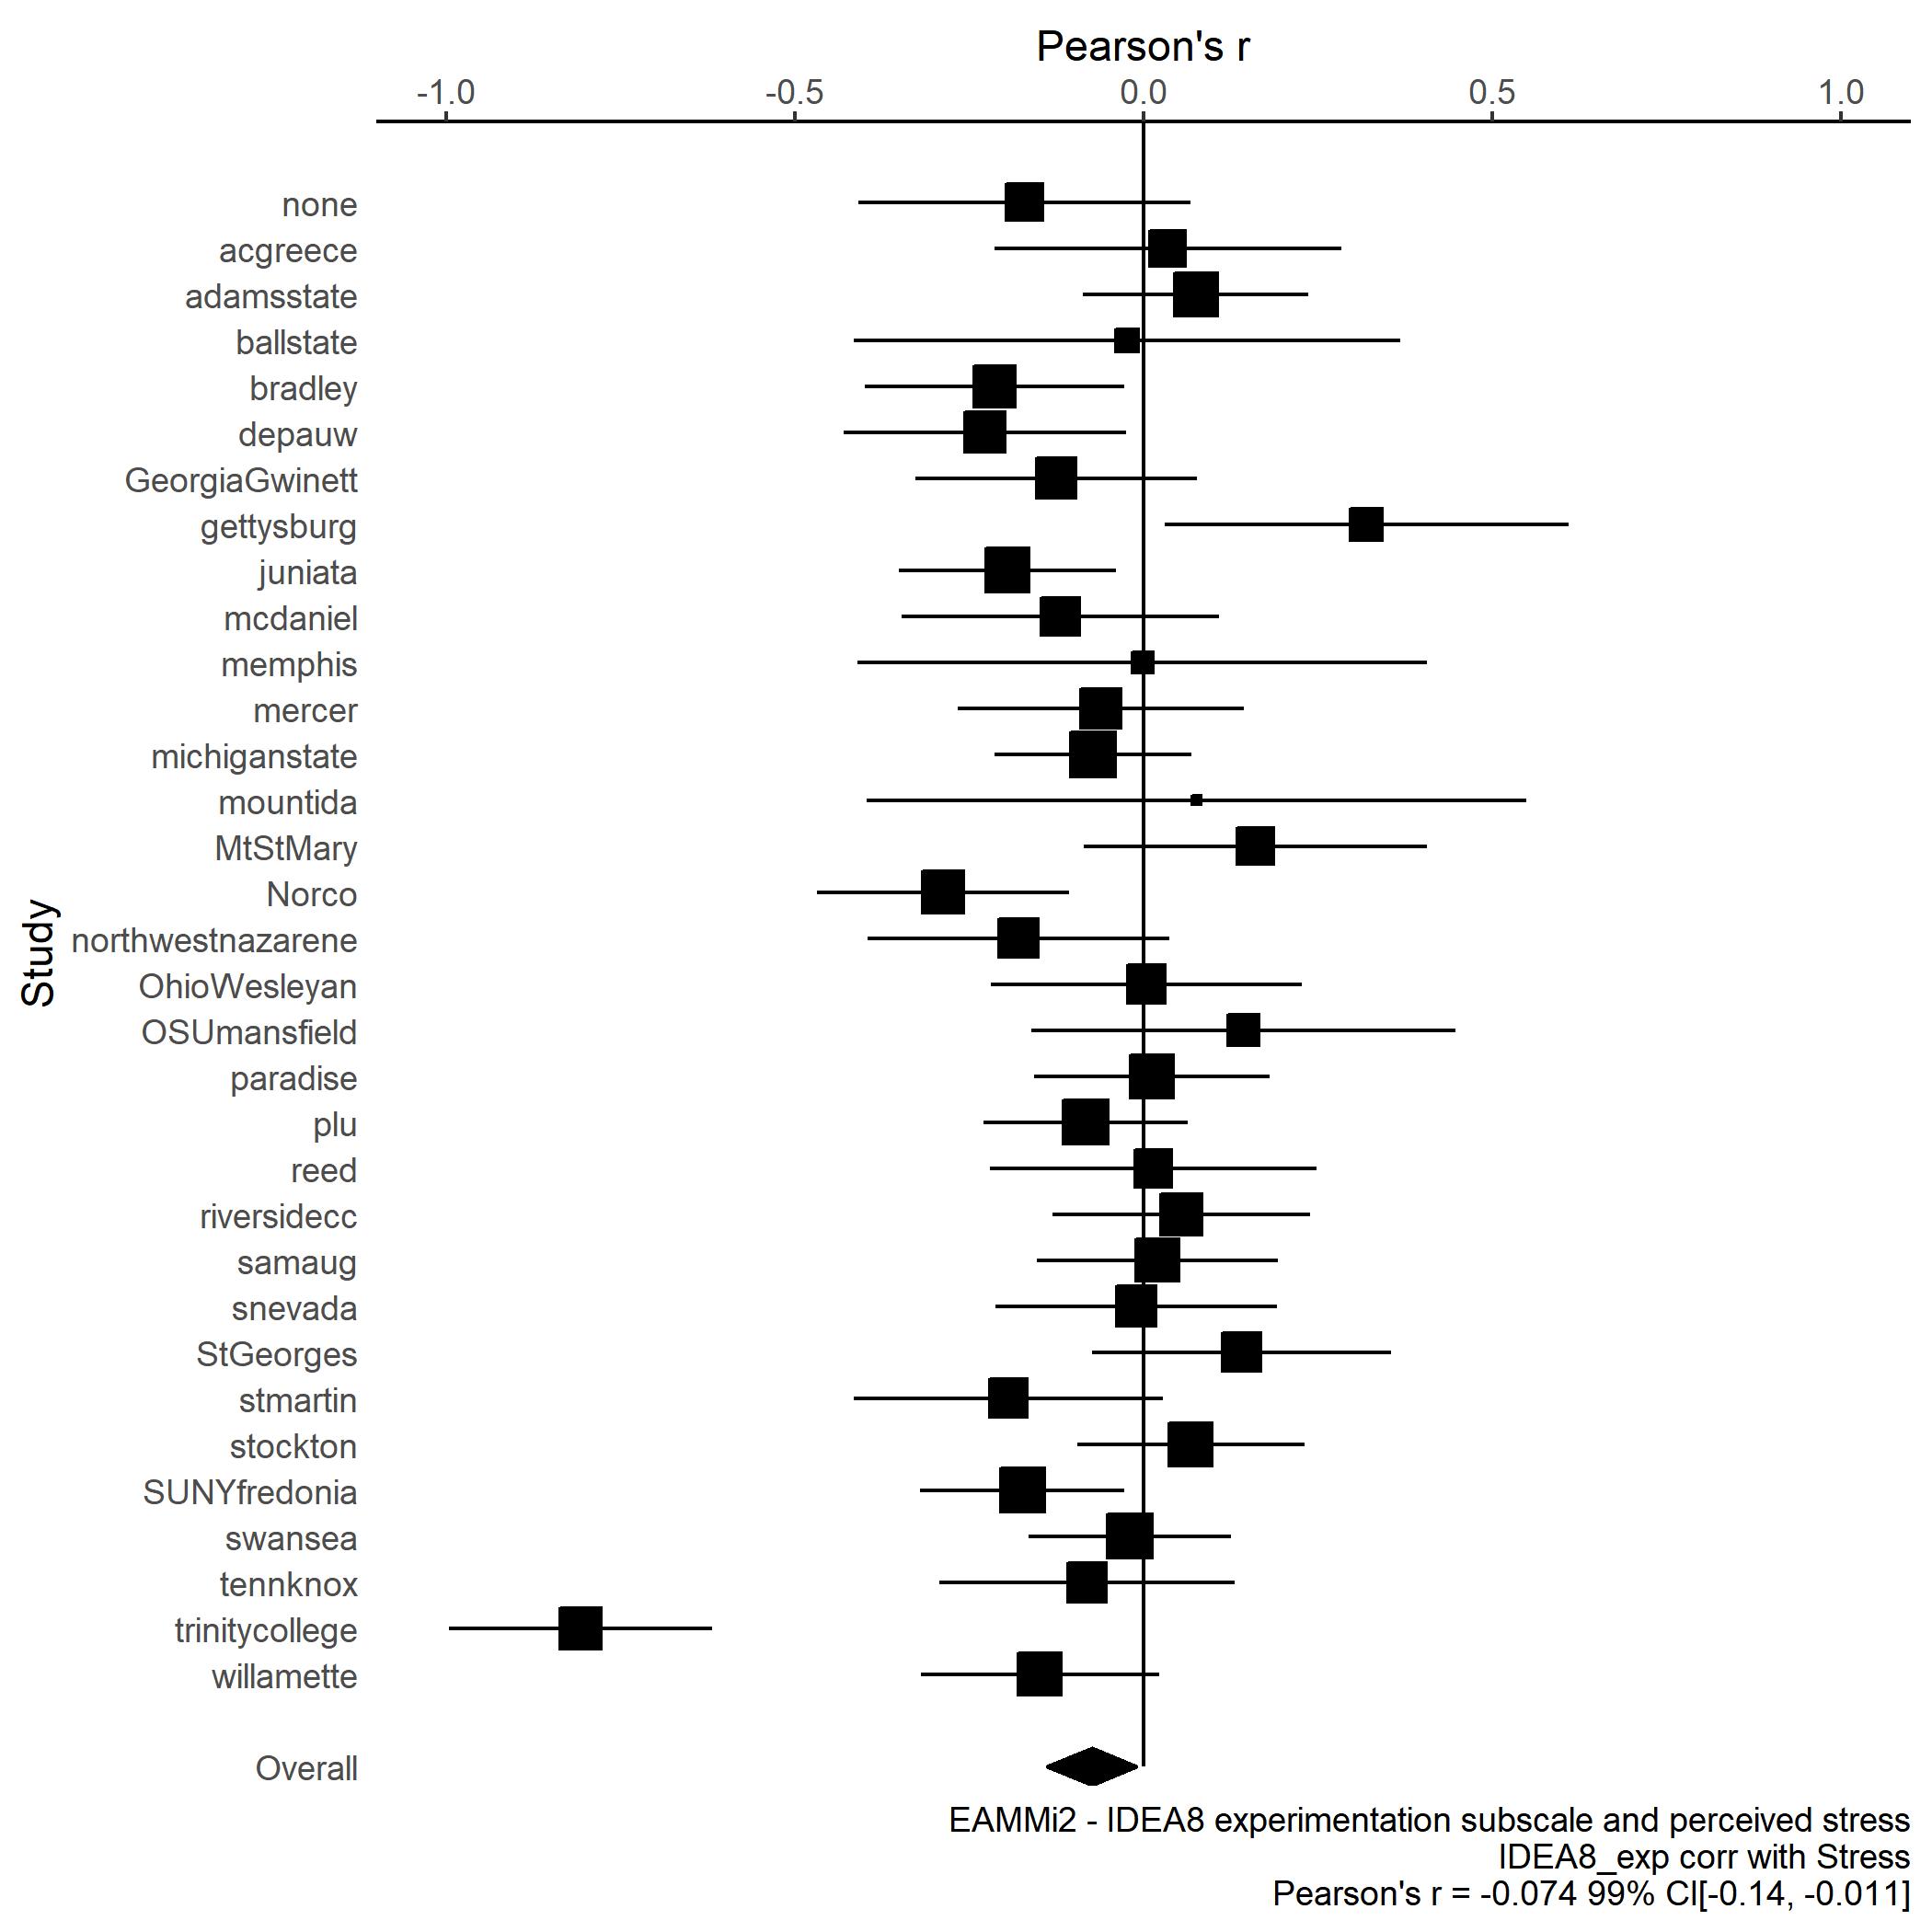 Pearson's r
-1.0 -0.5 0.0 0.5 1.0
none
acgreece
adamsstate
ballstate
bradley
depauw
GeorgiaGwinett
gettysburg
juniata
mcdaniel
memphis
mercer
michiganstate
mountida
MtStMary
Norco
Study
northwestnazarene
OhioWesleyan
OSUmansfield
paradise
plu
reed
riversidecc
samaug
snevada
StGeorges
stmartin
stockton
SUNYfredonia
swansea
tennknox
trinitycollege
willamette
Overall
EAMMi2 - IDEA8 experimentation subscale and perceived stress
IDEA8_exp corr with Stress
Pearson's r = -0.074 99% CI[-0.14, -0.011]